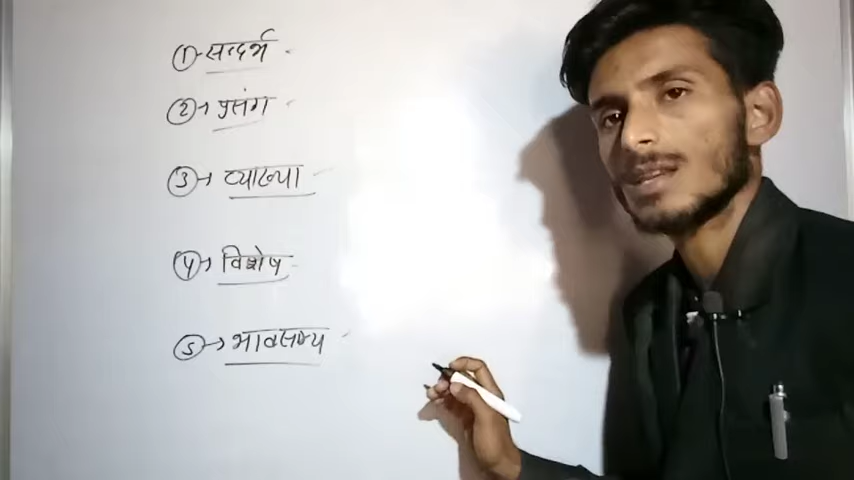 ① सन्दर्भ -
② → प्रसंग -
③ → व्याख्या -
④ → विशेष -
⑤ → भावसाम्य -